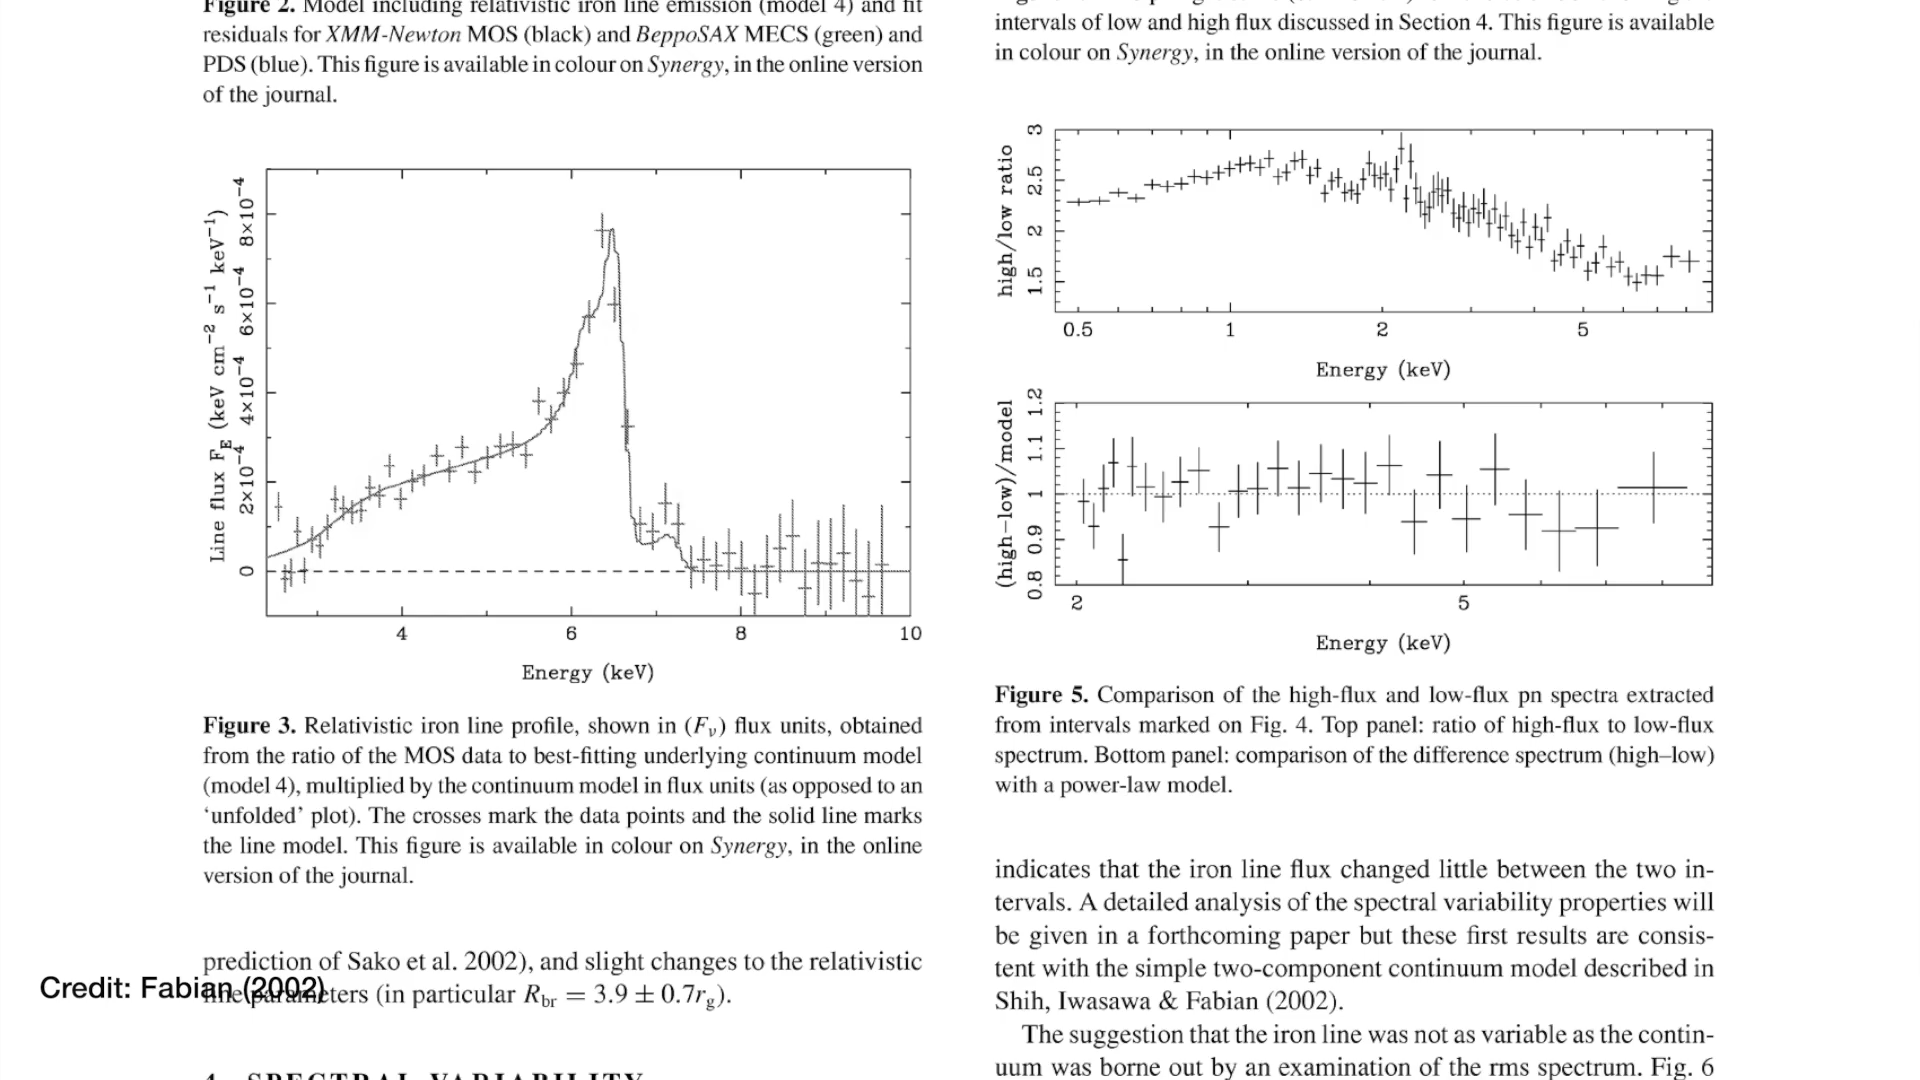 Figure 2. Model including relativistic iron line emission (model 4) and fit
residuals for XMM-Newton MOS (black) and BeppoSAX MECS (green) and
PDS (blue). This figure is available in colour on Synergy, in the online version
of the journal.
Line flux F_E (keV cm⁻² s⁻¹ keV⁻¹)
8×10⁻⁴
6×10⁻⁴
4×10⁻⁴
2×10⁻⁴
0
4 6 8 10
Energy (keV)
Figure 3. Relativistic iron line profile, shown in (Fν) flux units, obtained
from the ratio of the MOS data to best-fitting underlying continuum model
(model 4), multiplied by the continuum model in flux units (as opposed to an
‘unfolded’ plot). The crosses mark the data points and the solid line marks
the line model. This figure is available in colour on Synergy, in the online
version of the journal.
prediction of Sako et al. 2002), and slight changes to the relativistic
line parameters (in particular R_br = 3.9 ± 0.7r_g).
Credit: Fabian (2002)
4 SPECTRAL VARIABILITY
intervals of low and high flux discussed in Section 4. This figure is available
in colour on Synergy, in the online version of the journal.
high/low ratio
3
2.5
2
1.5
0.5 1 2 5
Energy (keV)
(high−low)/model
1.2
1.1
1
0.9
0.8
2 5
Energy (keV)
Figure 5. Comparison of the high-flux and low-flux pn spectra extracted
from intervals marked on Fig. 4. Top panel: ratio of high-flux to low-flux
spectrum. Bottom panel: comparison of the difference spectrum (high–low)
with a power-law model.
indicates that the iron line flux changed little between the two in-
tervals. A detailed analysis of the spectral variability properties will
be given in a forthcoming paper but these first results are consis-
tent with the simple two-component continuum model described in
Shih, Iwasawa & Fabian (2002).
The suggestion that the iron line was not as variable as the contin-
uum was borne out by an examination of the rms spectrum. Fig. 6